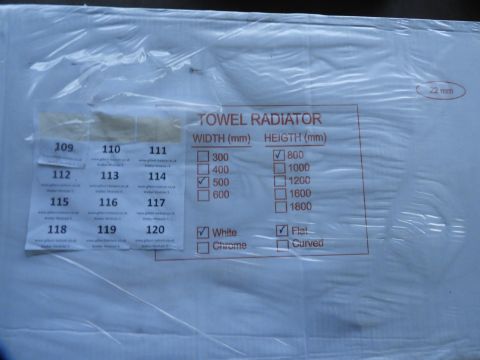 22 mm
TOWEL RADIATOR
WIDTH (mm) HEIGTH (mm)
300 ✓ 800
400 1000
✓ 500 1200
600 1600
1800
✓ White ✓ Flat
Chrome Curved
109 110 111
112 113 114
115 116 117
118 119 120